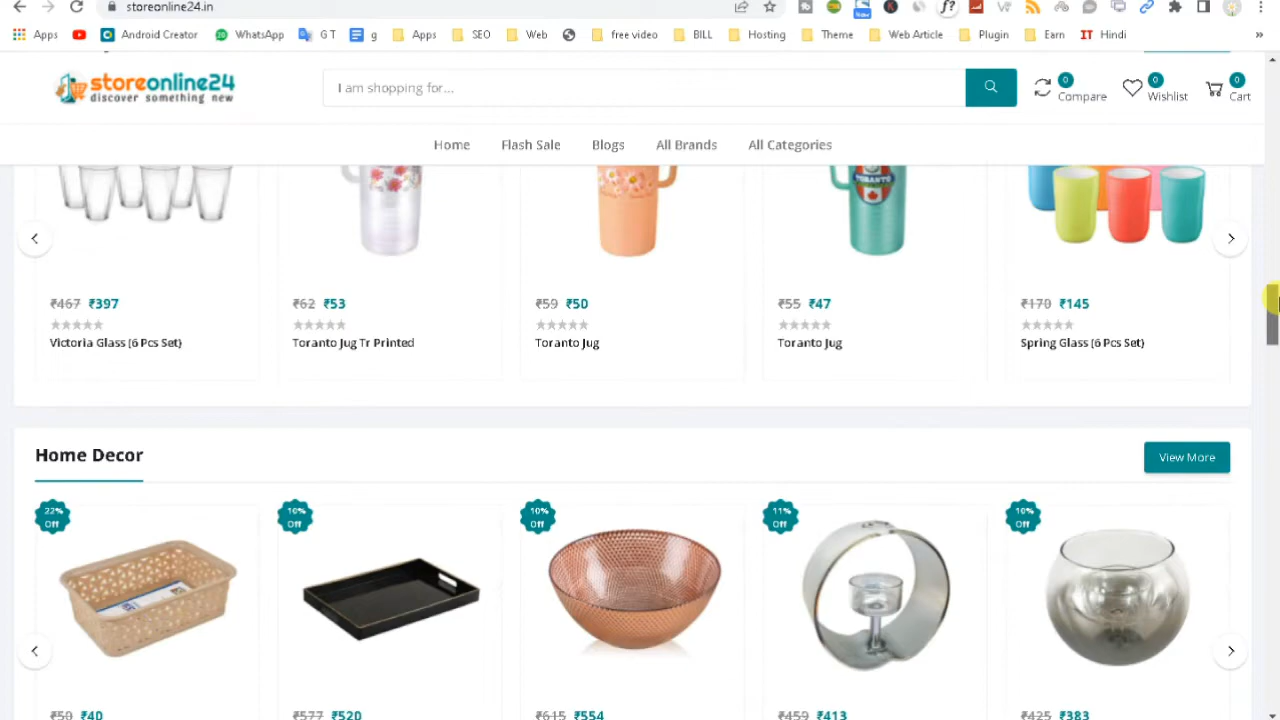 storeonline24.in
Apps Android Creator WhatsApp G T g Apps SEO Web free video BILL Hosting Theme Web Article Plugin Earn IT Hindi »
storeonline24
discover something new
I am shopping for...
0 Compare
0 Wishlist
0 Cart
Home Flash Sale Blogs All Brands All Categories
TORANTO
₹467 ₹397
Victoria Glass (6 Pcs Set)
₹62 ₹53
Toranto Jug Tr Printed
₹59 ₹50
Toranto Jug
₹55 ₹47
Toranto Jug
₹170 ₹145
Spring Glass (6 Pcs Set)
Home Decor
View More
22%
Off
10%
Off
10%
Off
11%
Off
10%
Off
₹50 ₹40
₹577 ₹520
₹615 ₹554
₹459 ₹413
₹425 ₹383